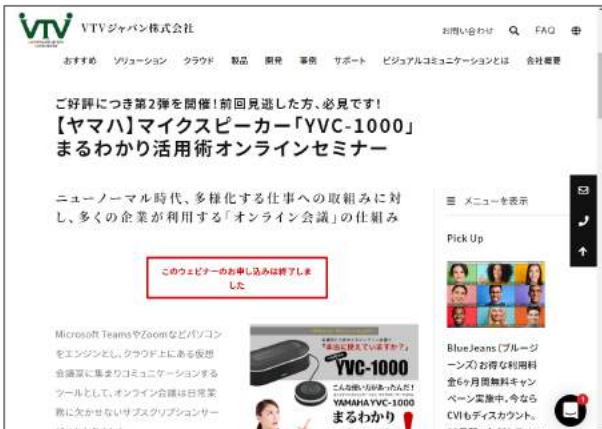 VTV
VTVジャパン株式会社
お問い合わせ
FAQ
おすすめ ソリューション クラウド 製品 開発 事例 サポート ビジュアルコミュニケーションとは 会社概要
ご好評につき第2弾を開催!前回見逃した方、必見です!
【ヤマハ】マイクスピーカー「YVC-1000」
まるわかり活用術オンラインセミナー
ニューノーマル時代、多様化する仕事への取組みに対
し、多くの企業が利用する「オンライン会議」の仕組み
このウェビナーのお申し込みは終了しま
した
Microsoft TeamsやZoomなどパソコン
をエンジンとし、クラウド上にある仮想
会議室に集まりコミュニケーションする
ツールとして、オンライン会議は日常業
務に欠かせないサブスクリプションサー
"本当に使えていますか?"
YVC-1000
こんな使い方があったんだ!
YAMAHA YVC-1000
まるわかり
メニューを表示
Pick Up
BlueJeans(ブルージ
ーンズ)お得な利用料
金6ヶ月間無料キャン
ペーン実施中。今なら
CVIもディスカウント。
1